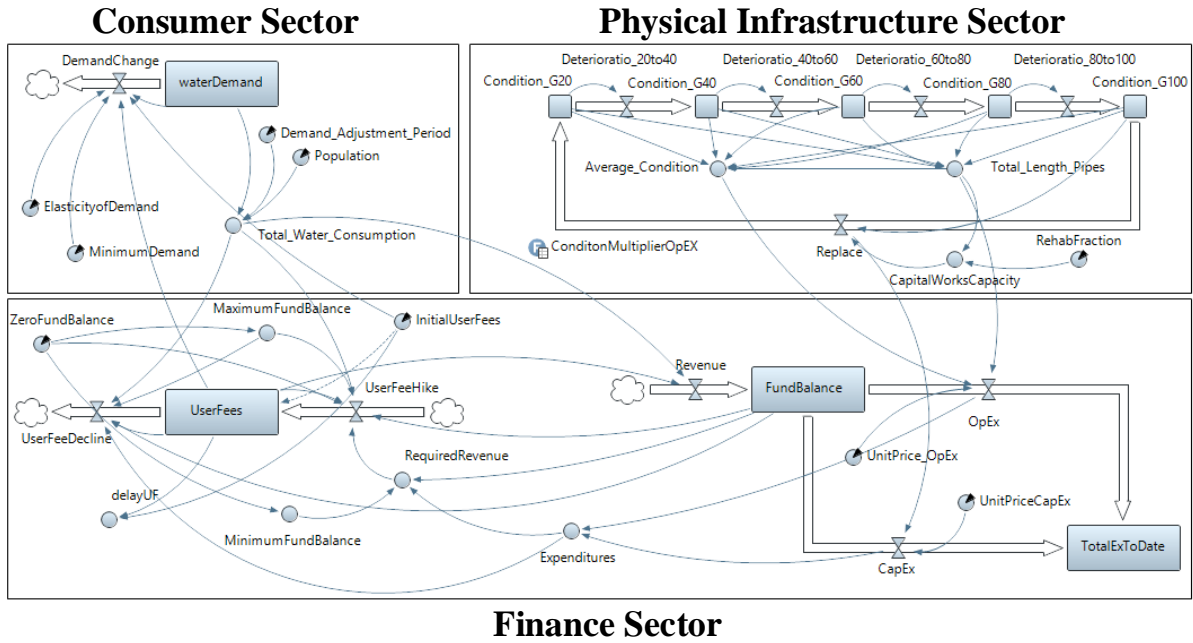 Consumer Sector
Physical Infrastructure Sector
DemandChange
waterDemand
Demand_Adjustment_Period
Population
ElasticityofDemand
MinimumDemand
Total_Water_Consumption
Deterioratio_20to40
Deterioratio_40to60
Deterioratio_60to80
Deterioratio_80to100
Condition_G20
Condition_G40
Condition_G60
Condition_G80
Condition_G100
Average_Condition
Total_Length_Pipes
F
ConditonMultiplierOpEX
Replace
RehabFraction
CapitalWorksCapacity
ZeroFundBalance
MaximumFundBalance
InitialUserFees
UserFees
UserFeeHike
UserFeeDecline
Revenue
FundBalance
OpEx
RequiredRevenue
UnitPrice_OpEx
delayUF
MinimumFundBalance
UnitPriceCapEx
Expenditures
CapEx
TotalExToDate
Finance Sector